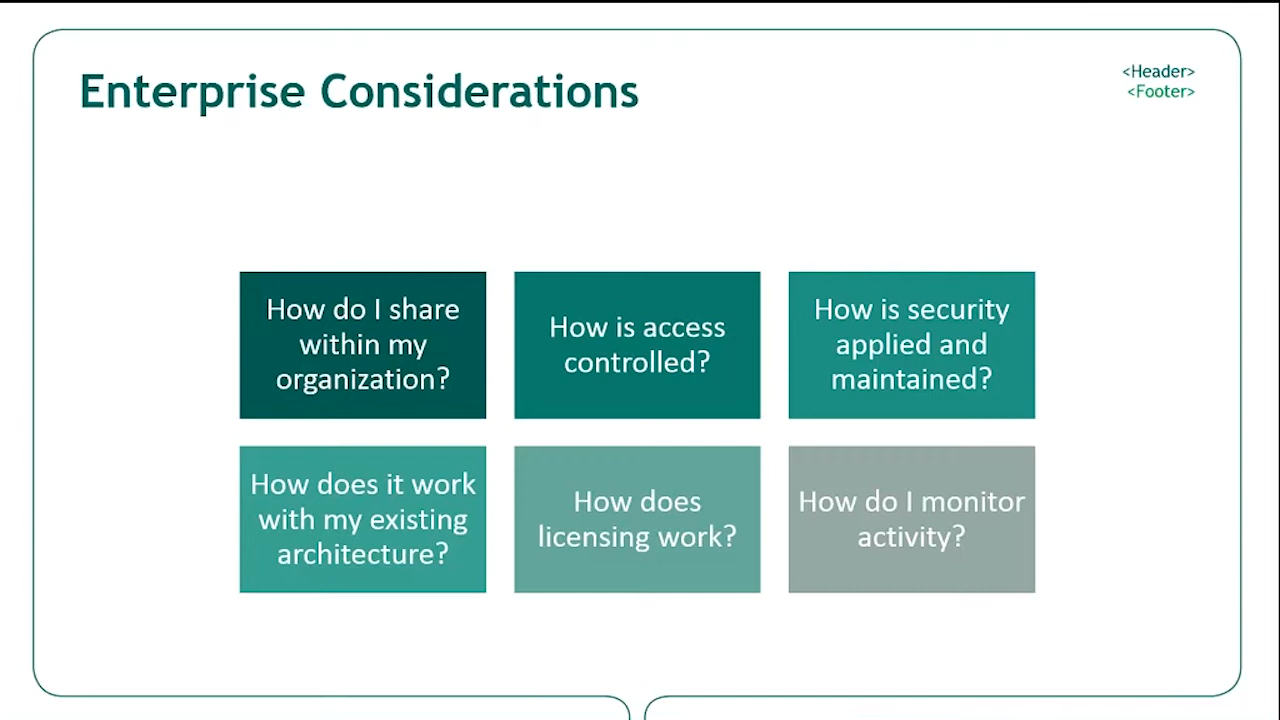 Enterprise Considerations
<Header>
<Footer>
How do I share
within my
organization?
How is access
controlled?
How is security
applied and
maintained?
How does it work
with my existing
architecture?
How does
licensing work?
How do I monitor
activity?